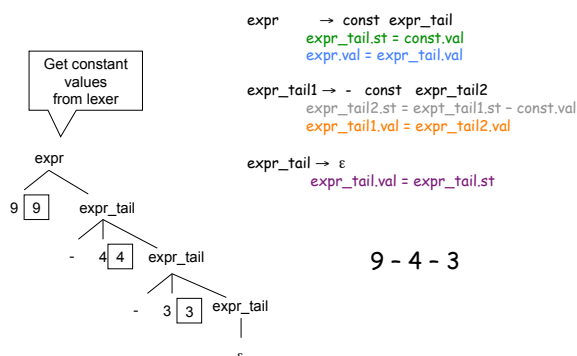 expr → const expr_tail
expr_tail.st = const.val
expr.val = expr_tail.val
Get constant
values
from lexer
expr_tail1 → - const expr_tail2
expr_tail2.st = expt_tail1.st – const.val
expr_tail1.val = expr_tail2.val
expr
expr_tail → ε
expr_tail.val = expr_tail.st
9 9 expr_tail
- 4 4 expr_tail
9 – 4 – 3
- 3 3 expr_tail
ε